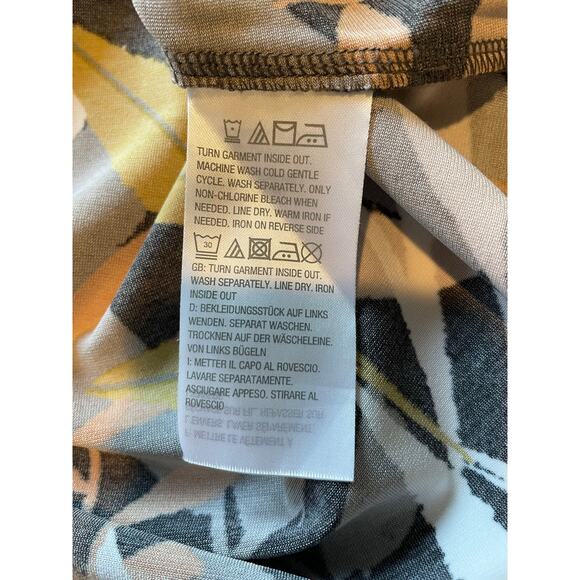 TURN GARMENT INSIDE OUT.
MACHINE WASH COLD GENTLE
CYCLE. WASH SEPARATELY. ONLY
NON-CHLORINE BLEACH WHEN
NEEDED. LINE DRY. WARM IRON IF
NEEDED. IRON ON REVERSE SIDE
30
GB: TURN GARMENT INSIDE OUT.
WASH SEPARATELY. LINE DRY. IRON
INSIDE OUT
D: BEKLEIDUNGSSTÜCK AUF LINKS
WENDEN. SEPARAT WASCHEN.
TROCKNEN AUF DER WÄSCHELEINE.
VON LINKS BÜGELN
I: METTER IL CAPO AL ROVESCIO.
LAVARE SEPARATAMENTE.
ASCIUGARE APPESO. STIRARE AL
ROVESCIO
F: METTRE LE VÊTEMENT À